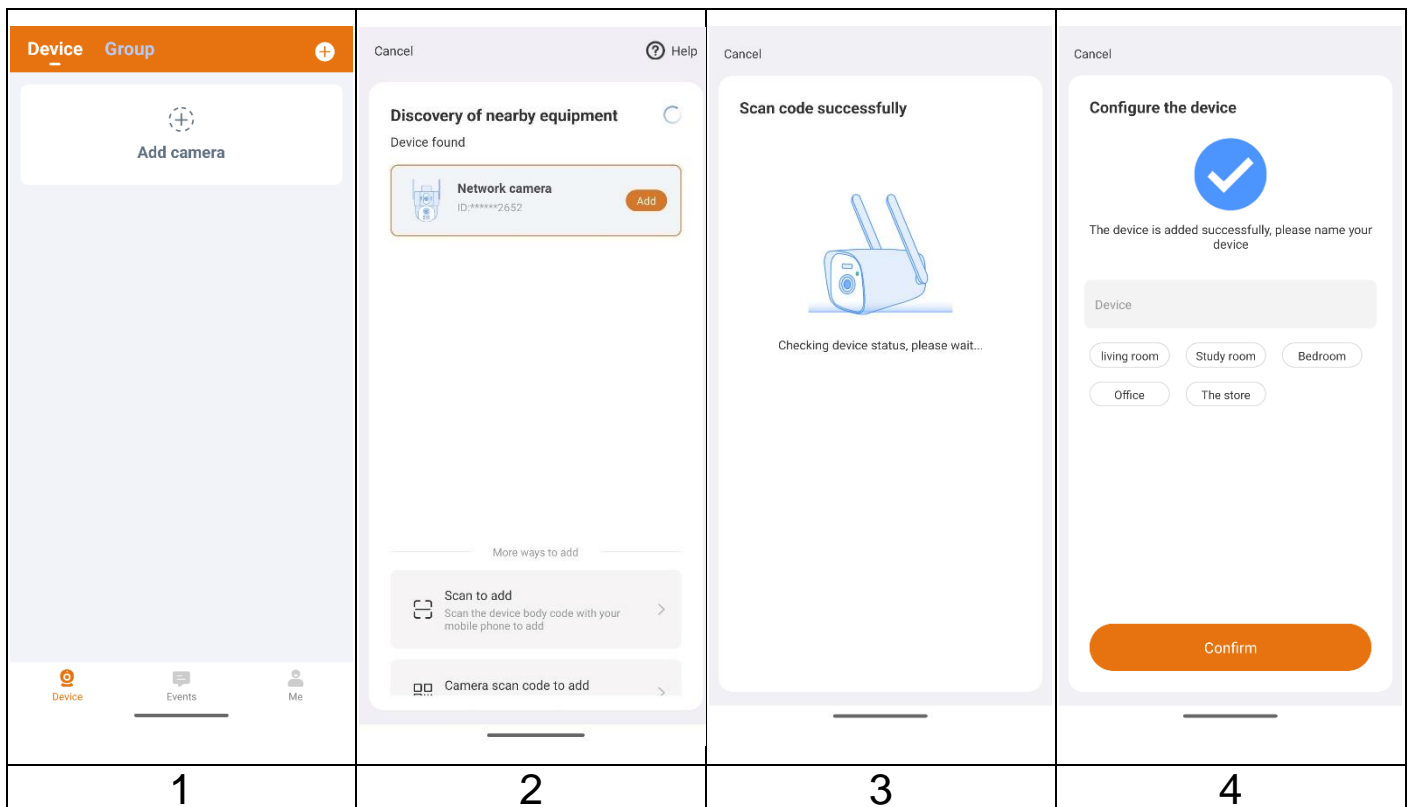 Device Group
Add camera
Device Events Me
1
Cancel Help
Discovery of nearby equipment
Device found
Network camera
ID:******2652
Add
More ways to add
Scan to add
Scan the device body code with your
mobile phone to add
Camera scan code to add
2
Cancel
Scan code successfully
Checking device status, please wait...
3
Cancel
Configure the device
The device is added successfully, please name your
device
Device
living room Study room Bedroom
Office The store
Confirm
4